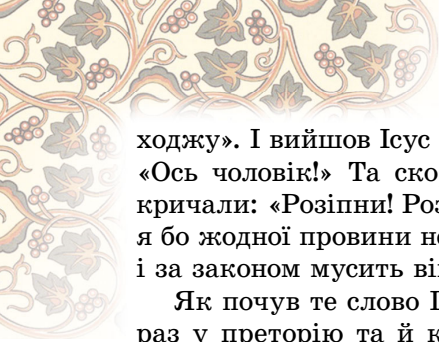 ходжу». І вийшов Ісус
«Ось чоловік!» Та ско
кричали: «Розіпни! Роз
я бо жодної провини не
і за законом мусить ві
Як почув те слово
раз у преторію та й к